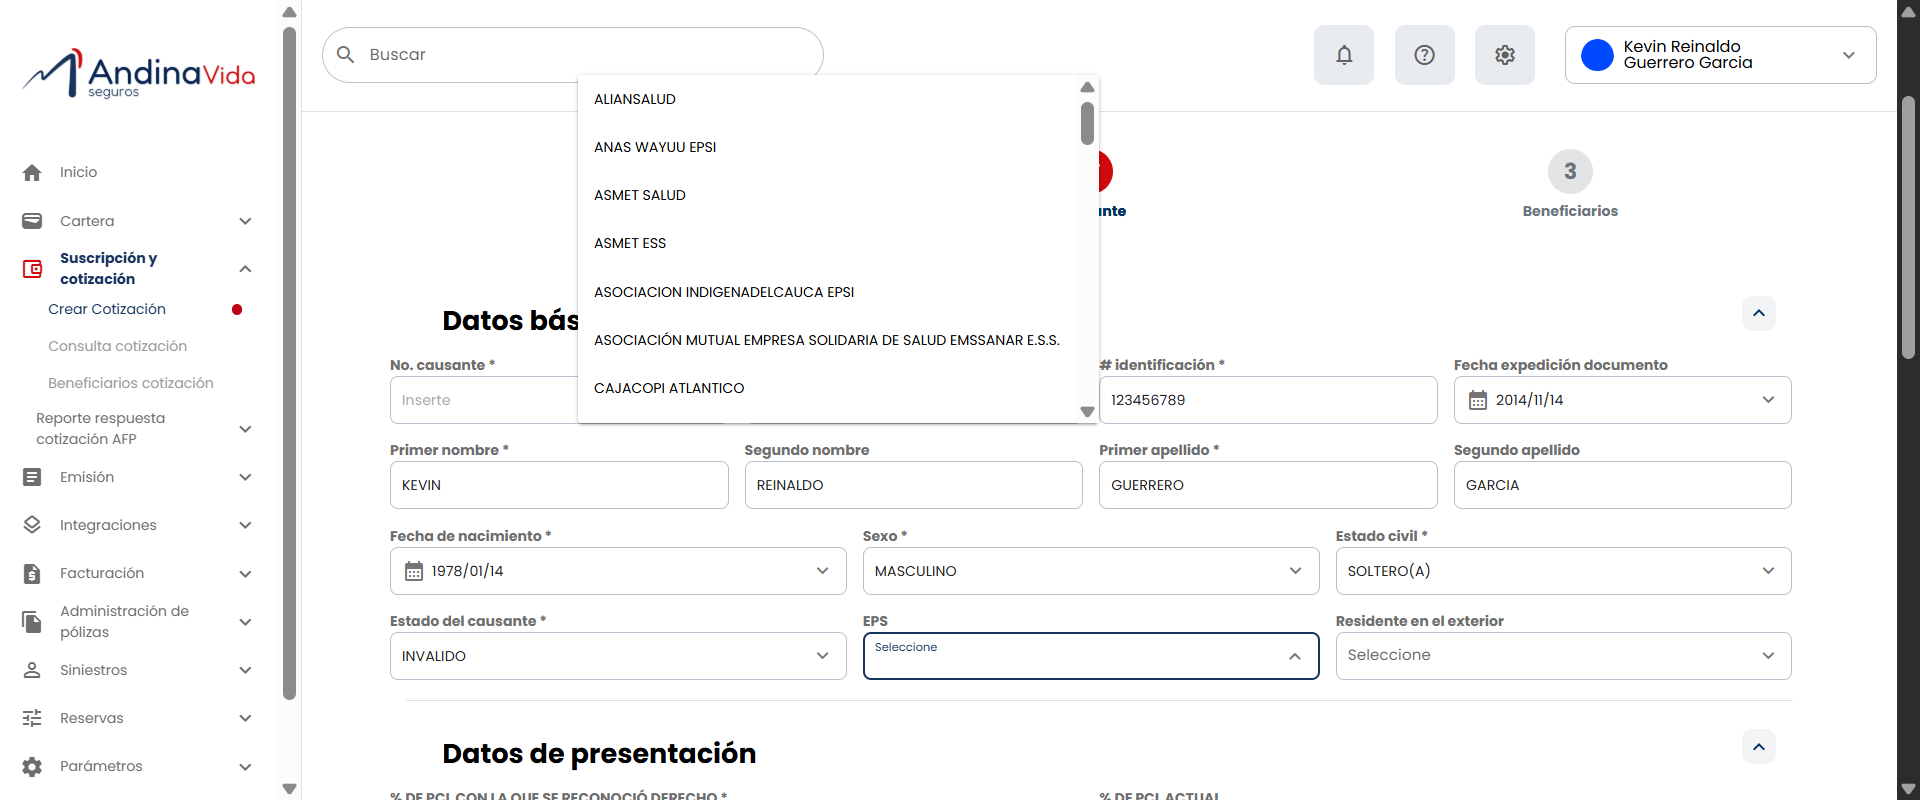 AndinaVida
seguros
Inicio
Cartera
Suscripción y
cotización
Crear Cotización
Consulta cotización
Beneficiarios cotización
Reporte respuesta
cotización AFP
Emisión
Integraciones
Facturación
Administración de
pólizas
Siniestros
Reservas
Parámetros
Buscar
Kevin Reinaldo
Guerrero Garcia
ALIANSALUD
ANAS WAYUU EPSI
ASMET SALUD
ASMET ESS
ASOCIACION INDIGENADELCAUCA EPSI
ASOCIACIÓN MUTUAL EMPRESA SOLIDARIA DE SALUD EMSSANAR E.S.S.
CAJACOPI ATLANTICO
3
Beneficiarios
Datos
No. causante *
Inserte
# identificación *
123456789
Fecha expedición documento
2014/11/14
Primer nombre *
KEVIN
Segundo nombre
REINALDO
Primer apellido *
GUERRERO
Segundo apellido
GARCIA
Fecha de nacimiento *
1978/01/14
Sexo *
MASCULINO
Estado civil *
SOLTERO(A)
Estado del causante *
INVALIDO
EPS
Seleccione
Residente en el exterior
Seleccione
Datos de presentación
% DE PCL CON LA QUE SE RECONOCIÓ DERECHO *
% DE PCL ACTUAL